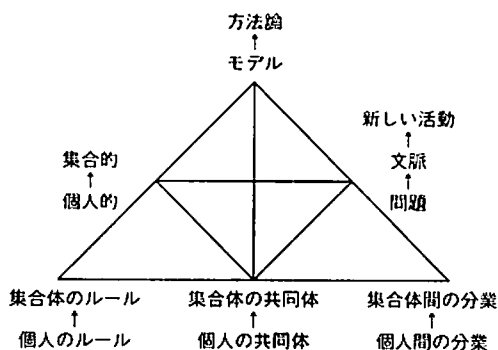 方法論
↑
モデル
新しい活動
↑
集合的 文脈
↑ ↑
個人的 問題
集合体のルール 集合体の共同体 集合体間の分業
↑ ↑ ↑
個人のルール 個人の共同体 個人間の分業